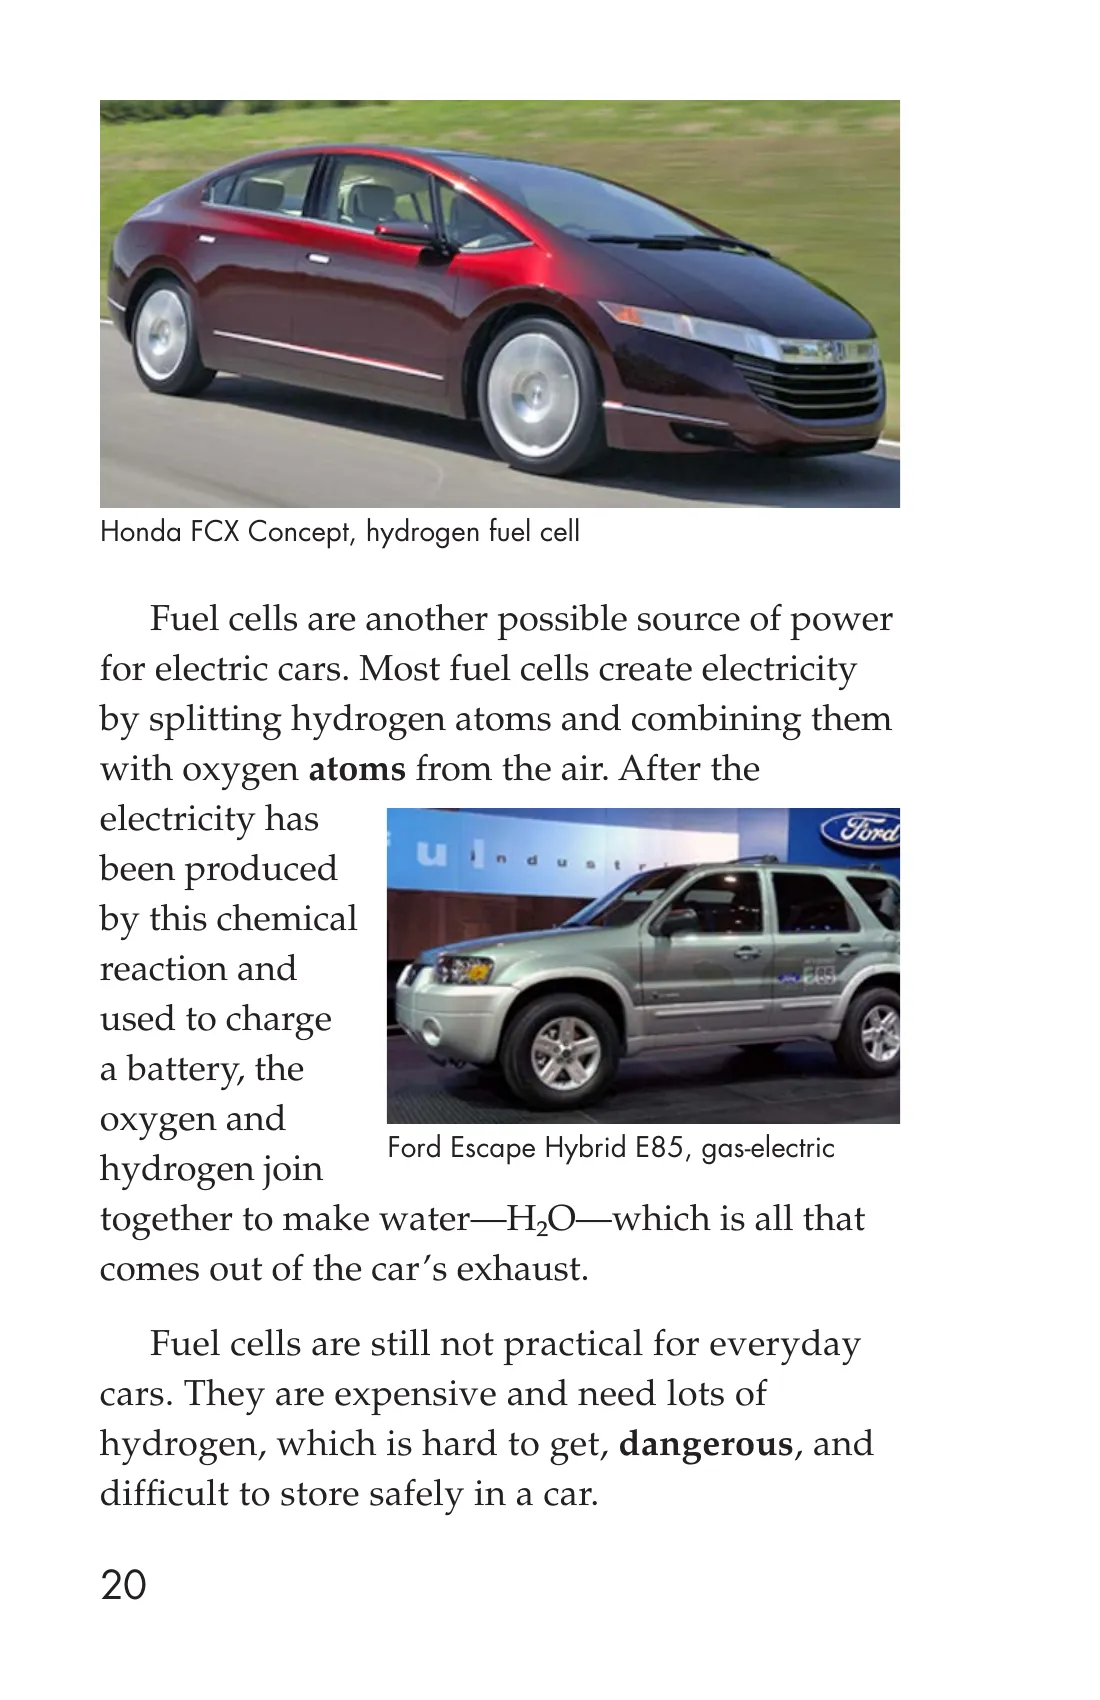 Honda FCX Concept, hydrogen fuel cell
Fuel cells are another possible source of power
for electric cars. Most fuel cells create electricity
by splitting hydrogen atoms and combining them
with oxygen atoms from the air. After the
electricity has
been produced
by this chemical
reaction and
used to charge
a battery, the
oxygen and
hydrogen join
together to make water—H₂O—which is all that
comes out of the car’s exhaust.
ful
industri
Ford
E85
Ford Escape Hybrid E85, gas-electric
Fuel cells are still not practical for everyday
cars. They are expensive and need lots of
hydrogen, which is hard to get, dangerous, and
difficult to store safely in a car.
20